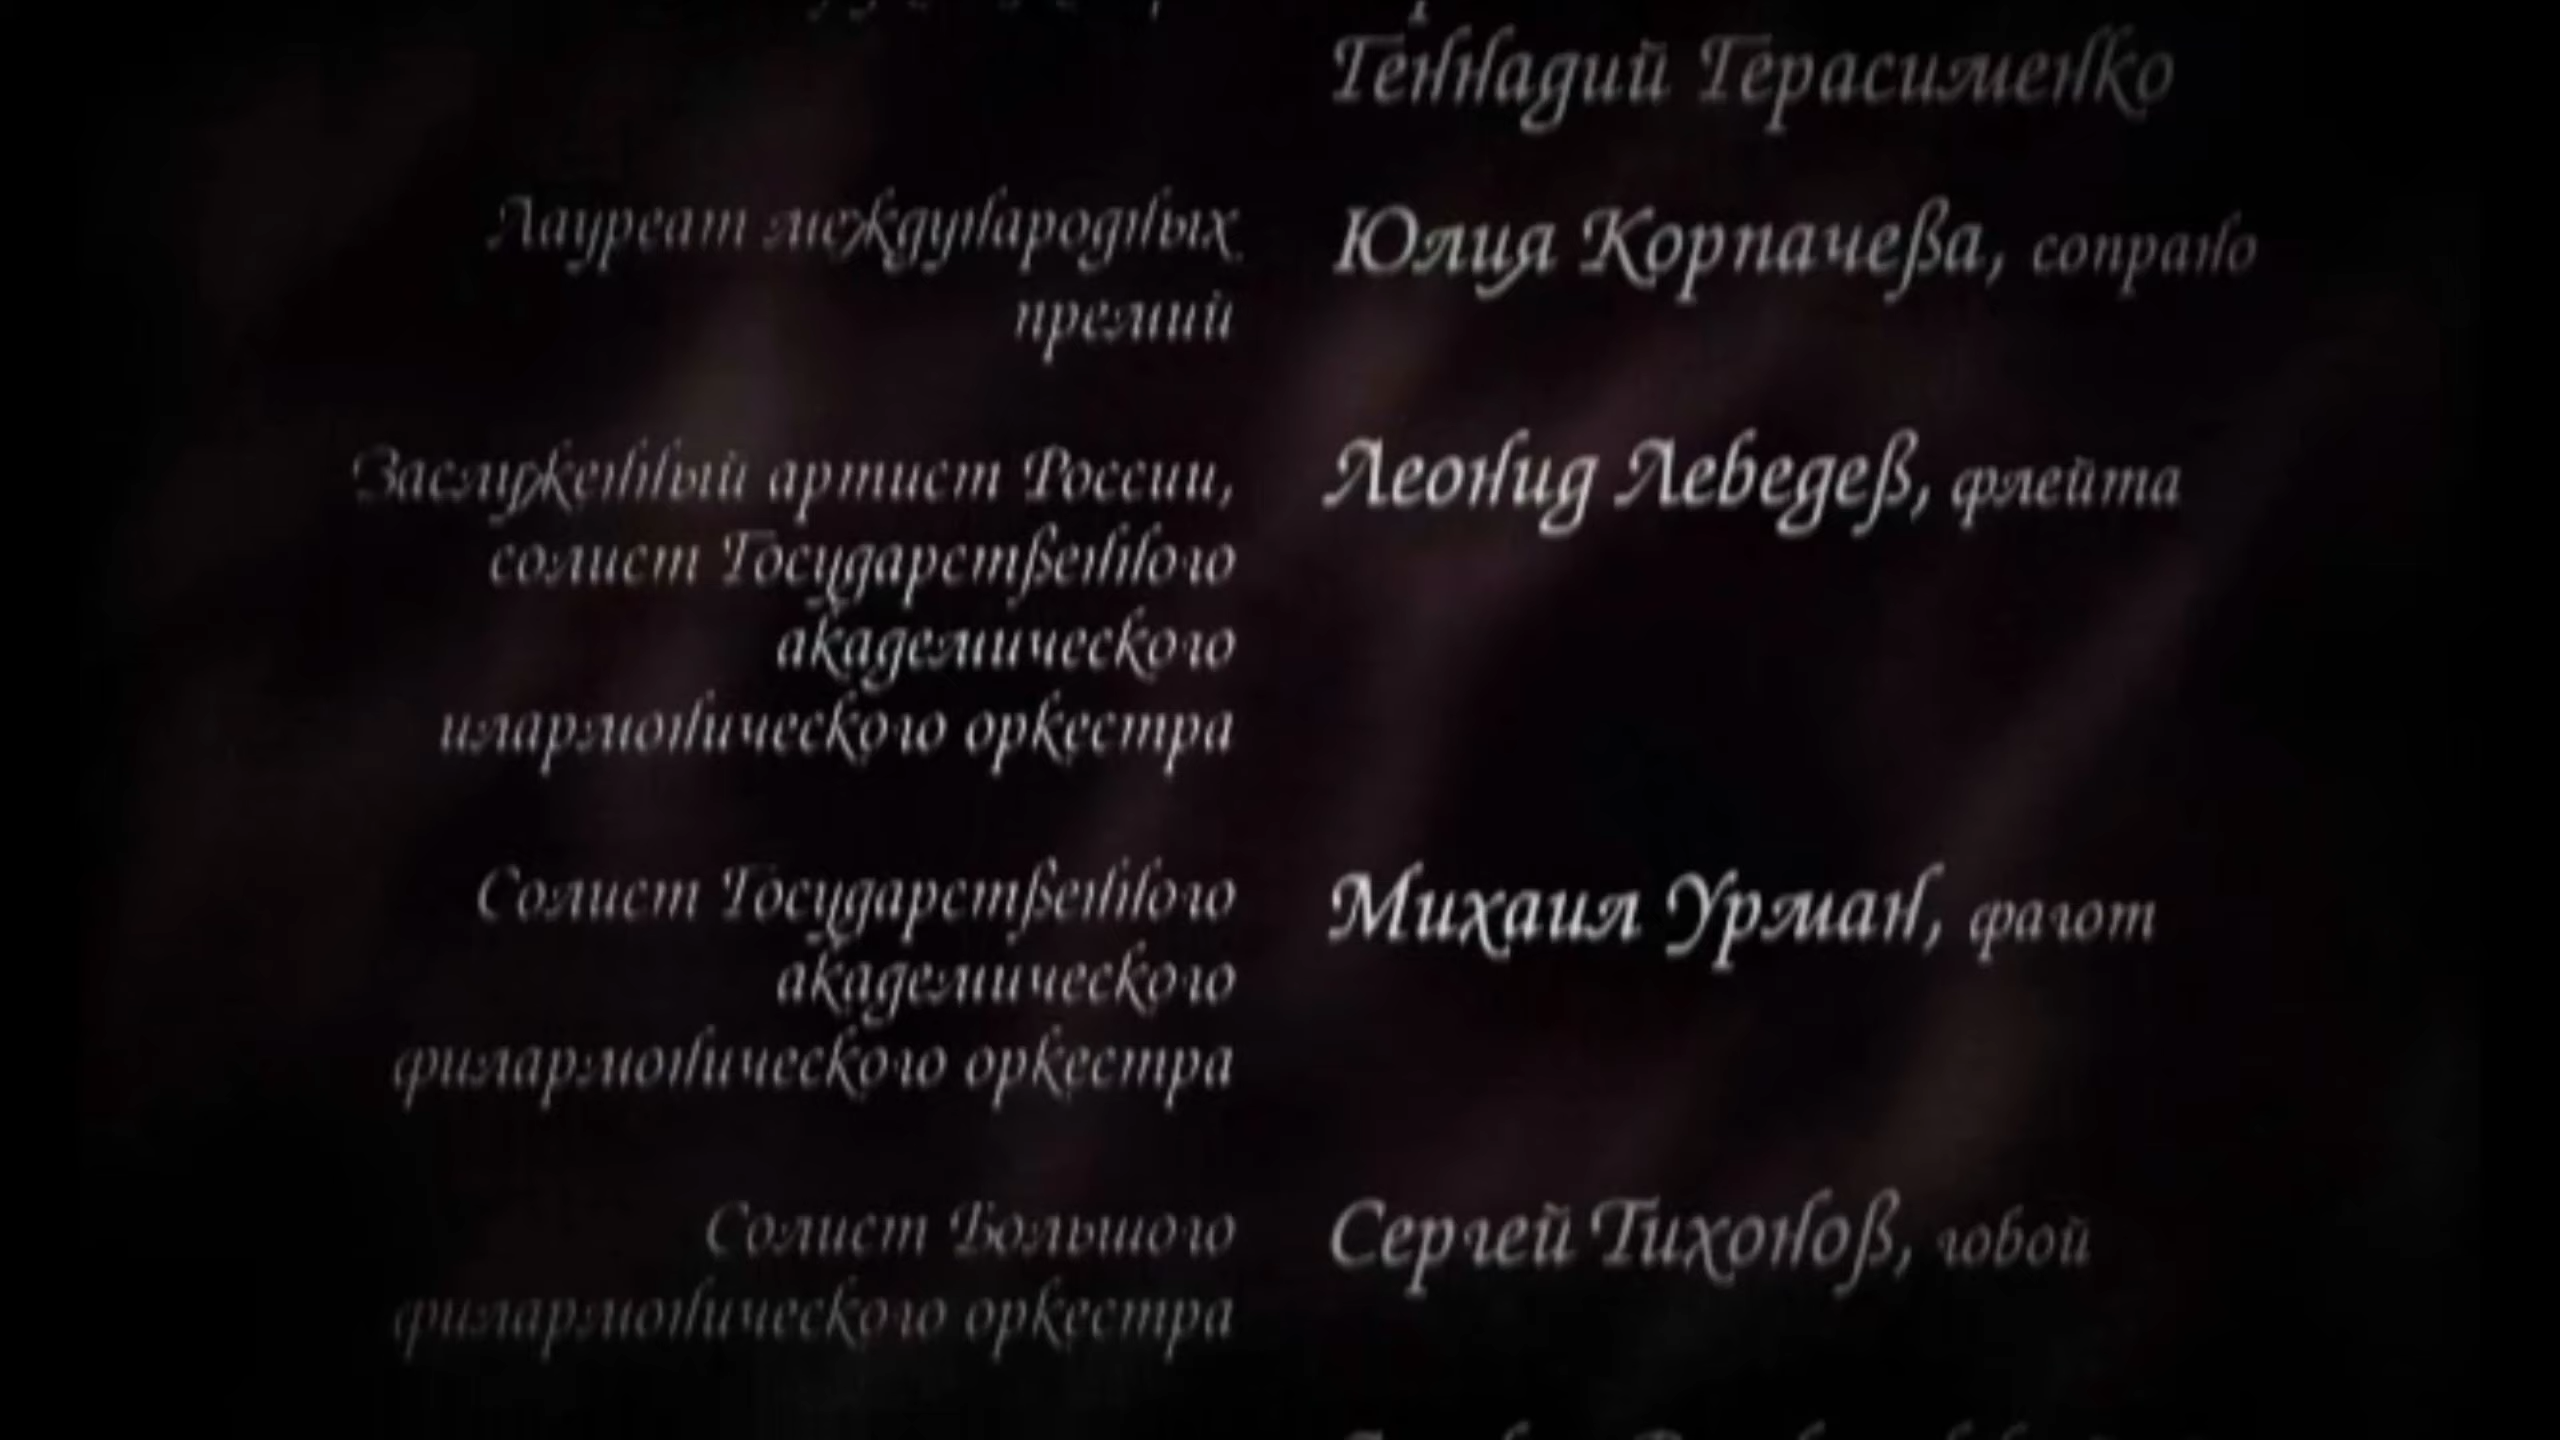 Геннадий Герасименко
Лауреат международных
премий
Юлия Корпачева, сопрано
Заслуженный артист России,
солист Государственного
академического
илармонического оркестра
Леонид Лебедев, флейта
Солист Государственного
академического
филармонического оркестра
Михаил Урман, фагот
Солист Большого
филармонического оркестра
Сергей Тихонов, гобой